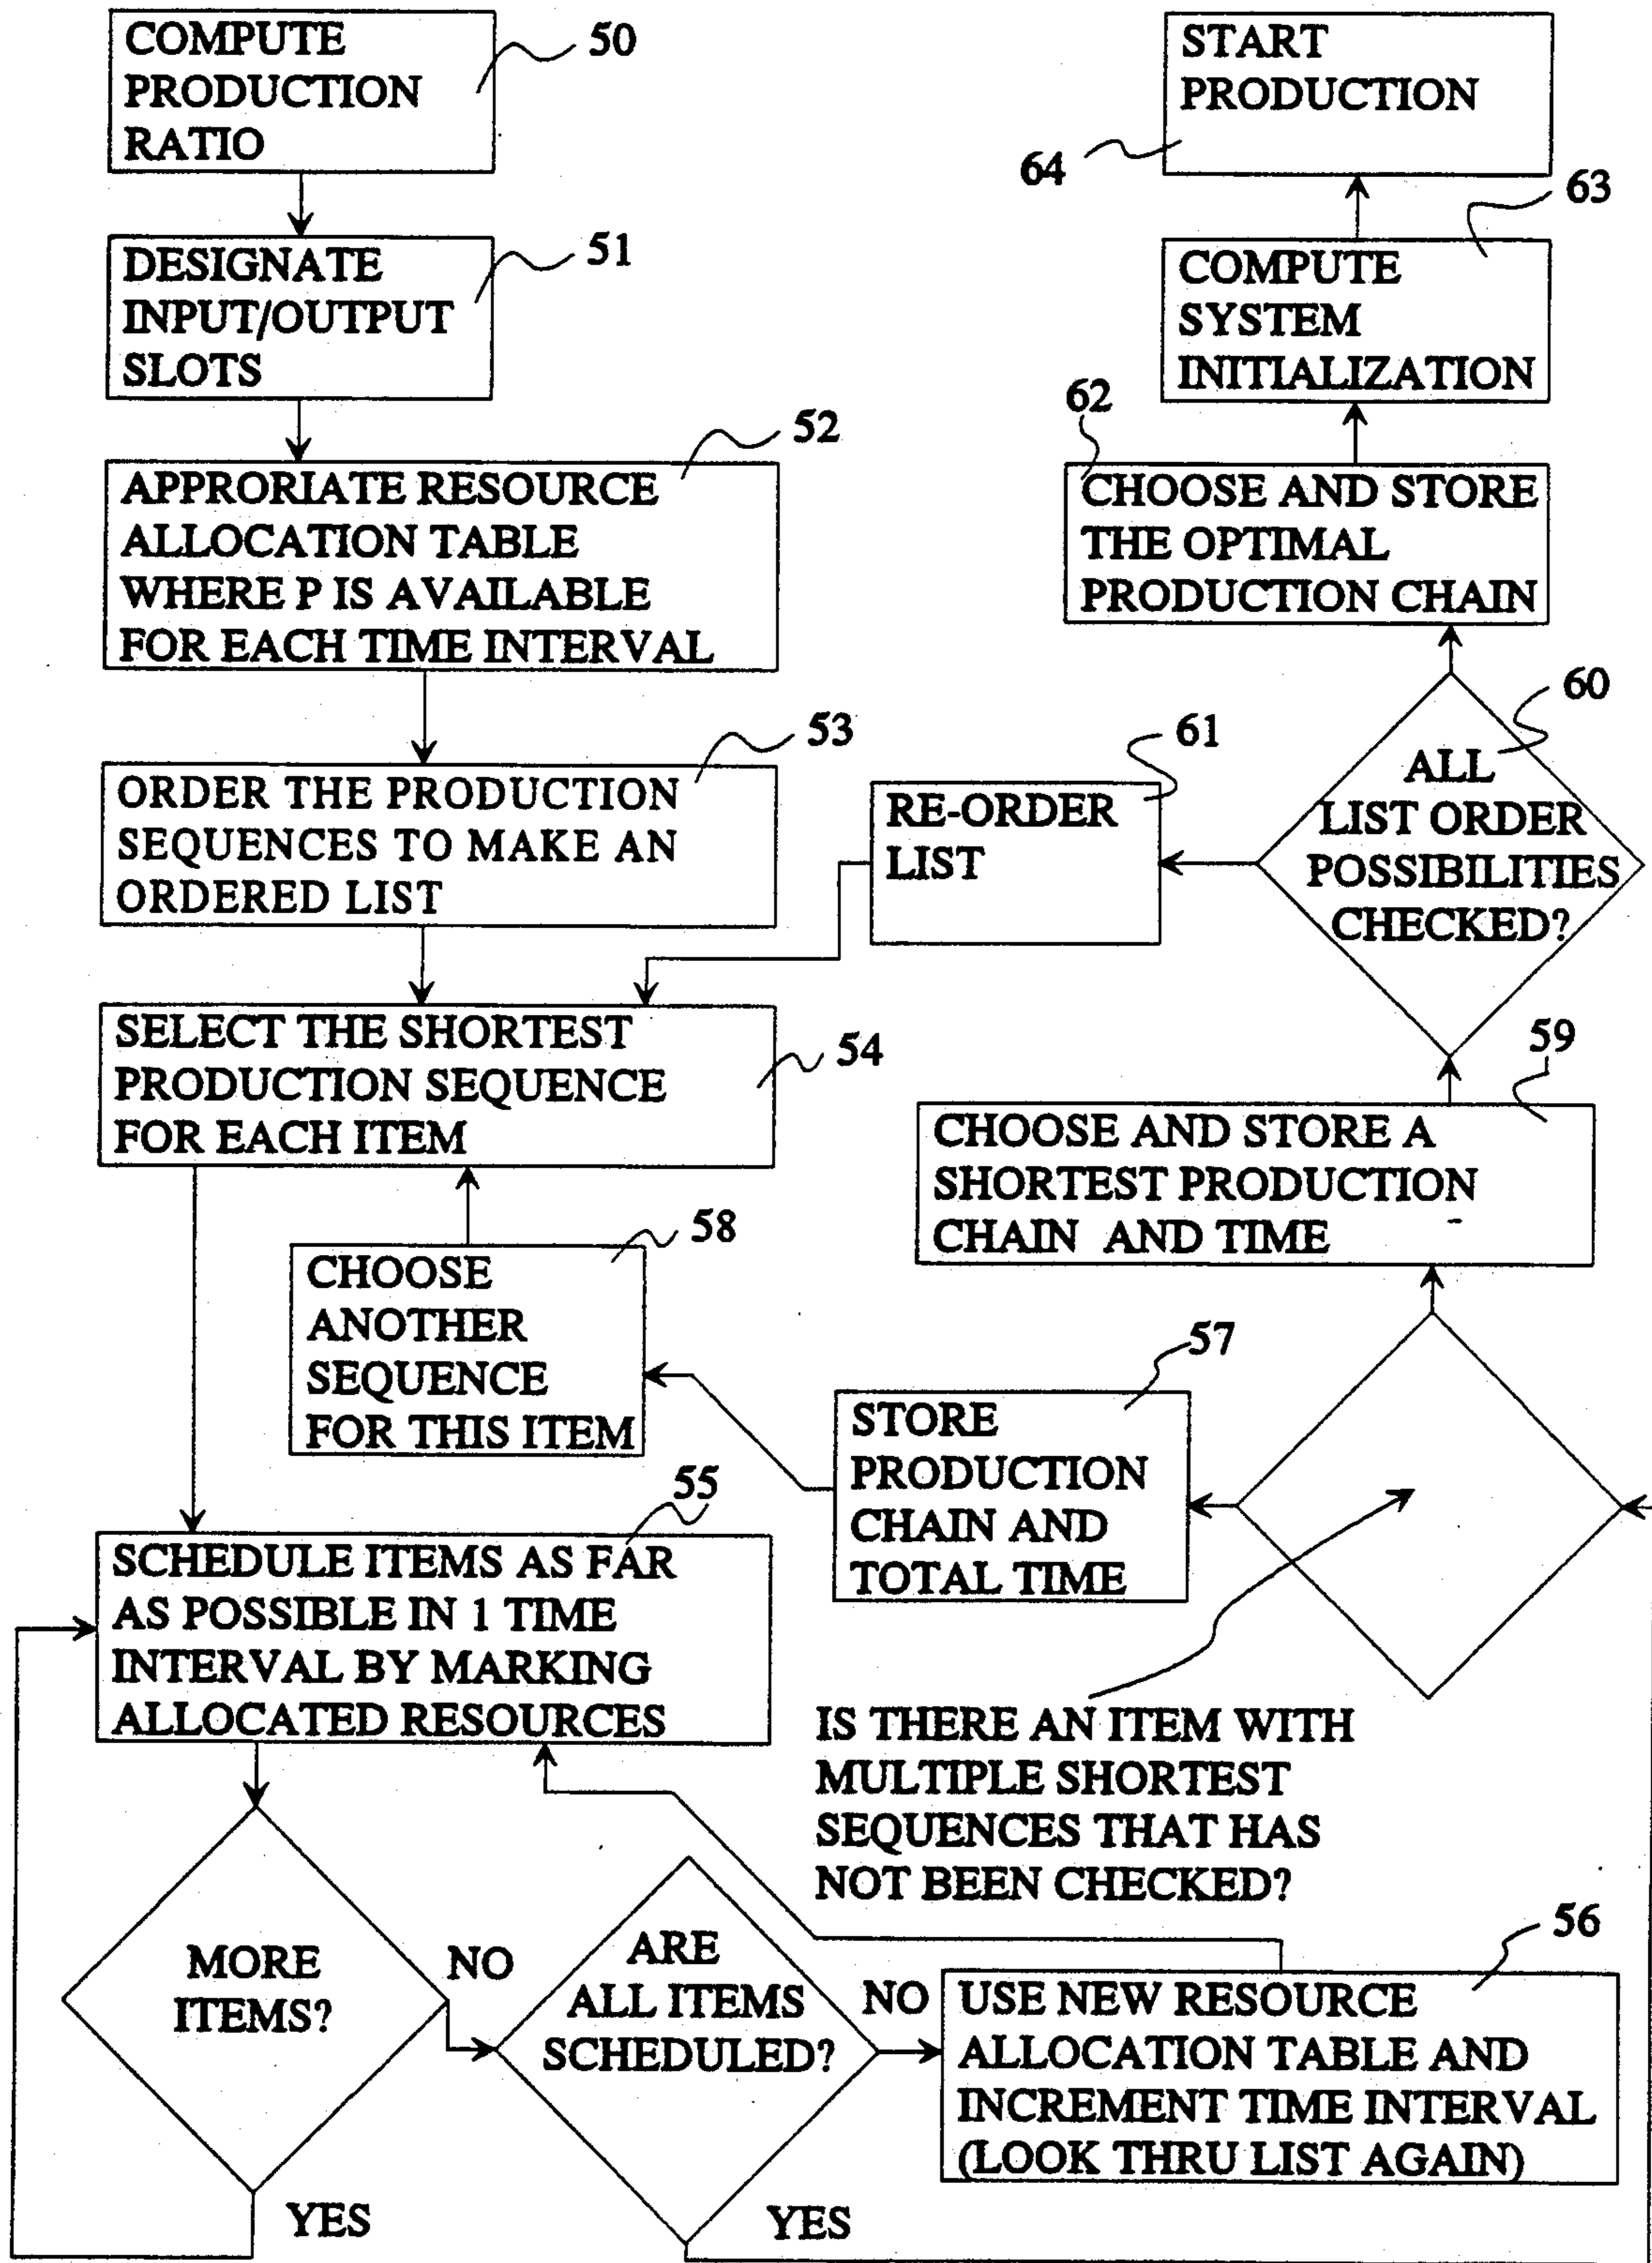 COMPUTE
PRODUCTION
RATIO
50
DESIGNATE
INPUT/OUTPUT
SLOTS
51
APPRORIATE RESOURCE
ALLOCATION TABLE
WHERE P IS AVAILABLE
FOR EACH TIME INTERVAL
52
ORDER THE PRODUCTION
SEQUENCES TO MAKE AN
ORDERED LIST
53
SELECT THE SHORTEST
PRODUCTION SEQUENCE
FOR EACH ITEM
54
CHOOSE
ANOTHER
SEQUENCE
FOR THIS ITEM
58
SCHEDULE ITEMS AS FAR
AS POSSIBLE IN 1 TIME
INTERVAL BY MARKING
ALLOCATED RESOURCES
55
MORE
ITEMS?
YES
NO
ARE
ALL ITEMS
SCHEDULED?
YES
NO
USE NEW RESOURCE
ALLOCATION TABLE AND
INCREMENT TIME INTERVAL
(LOOK THRU LIST AGAIN)
56
IS THERE AN ITEM WITH
MULTIPLE SHORTEST
SEQUENCES THAT HAS
NOT BEEN CHECKED?
STORE
PRODUCTION
CHAIN AND
TOTAL TIME
57
CHOOSE AND STORE A
SHORTEST PRODUCTION
CHAIN AND TIME
59
ALL
LIST ORDER
POSSIBILITIES
CHECKED?
60
RE-ORDER
LIST
61
CHOOSE AND STORE
THE OPTIMAL
PRODUCTION CHAIN
62
COMPUTE
SYSTEM
INITIALIZATION
63
START
PRODUCTION
64